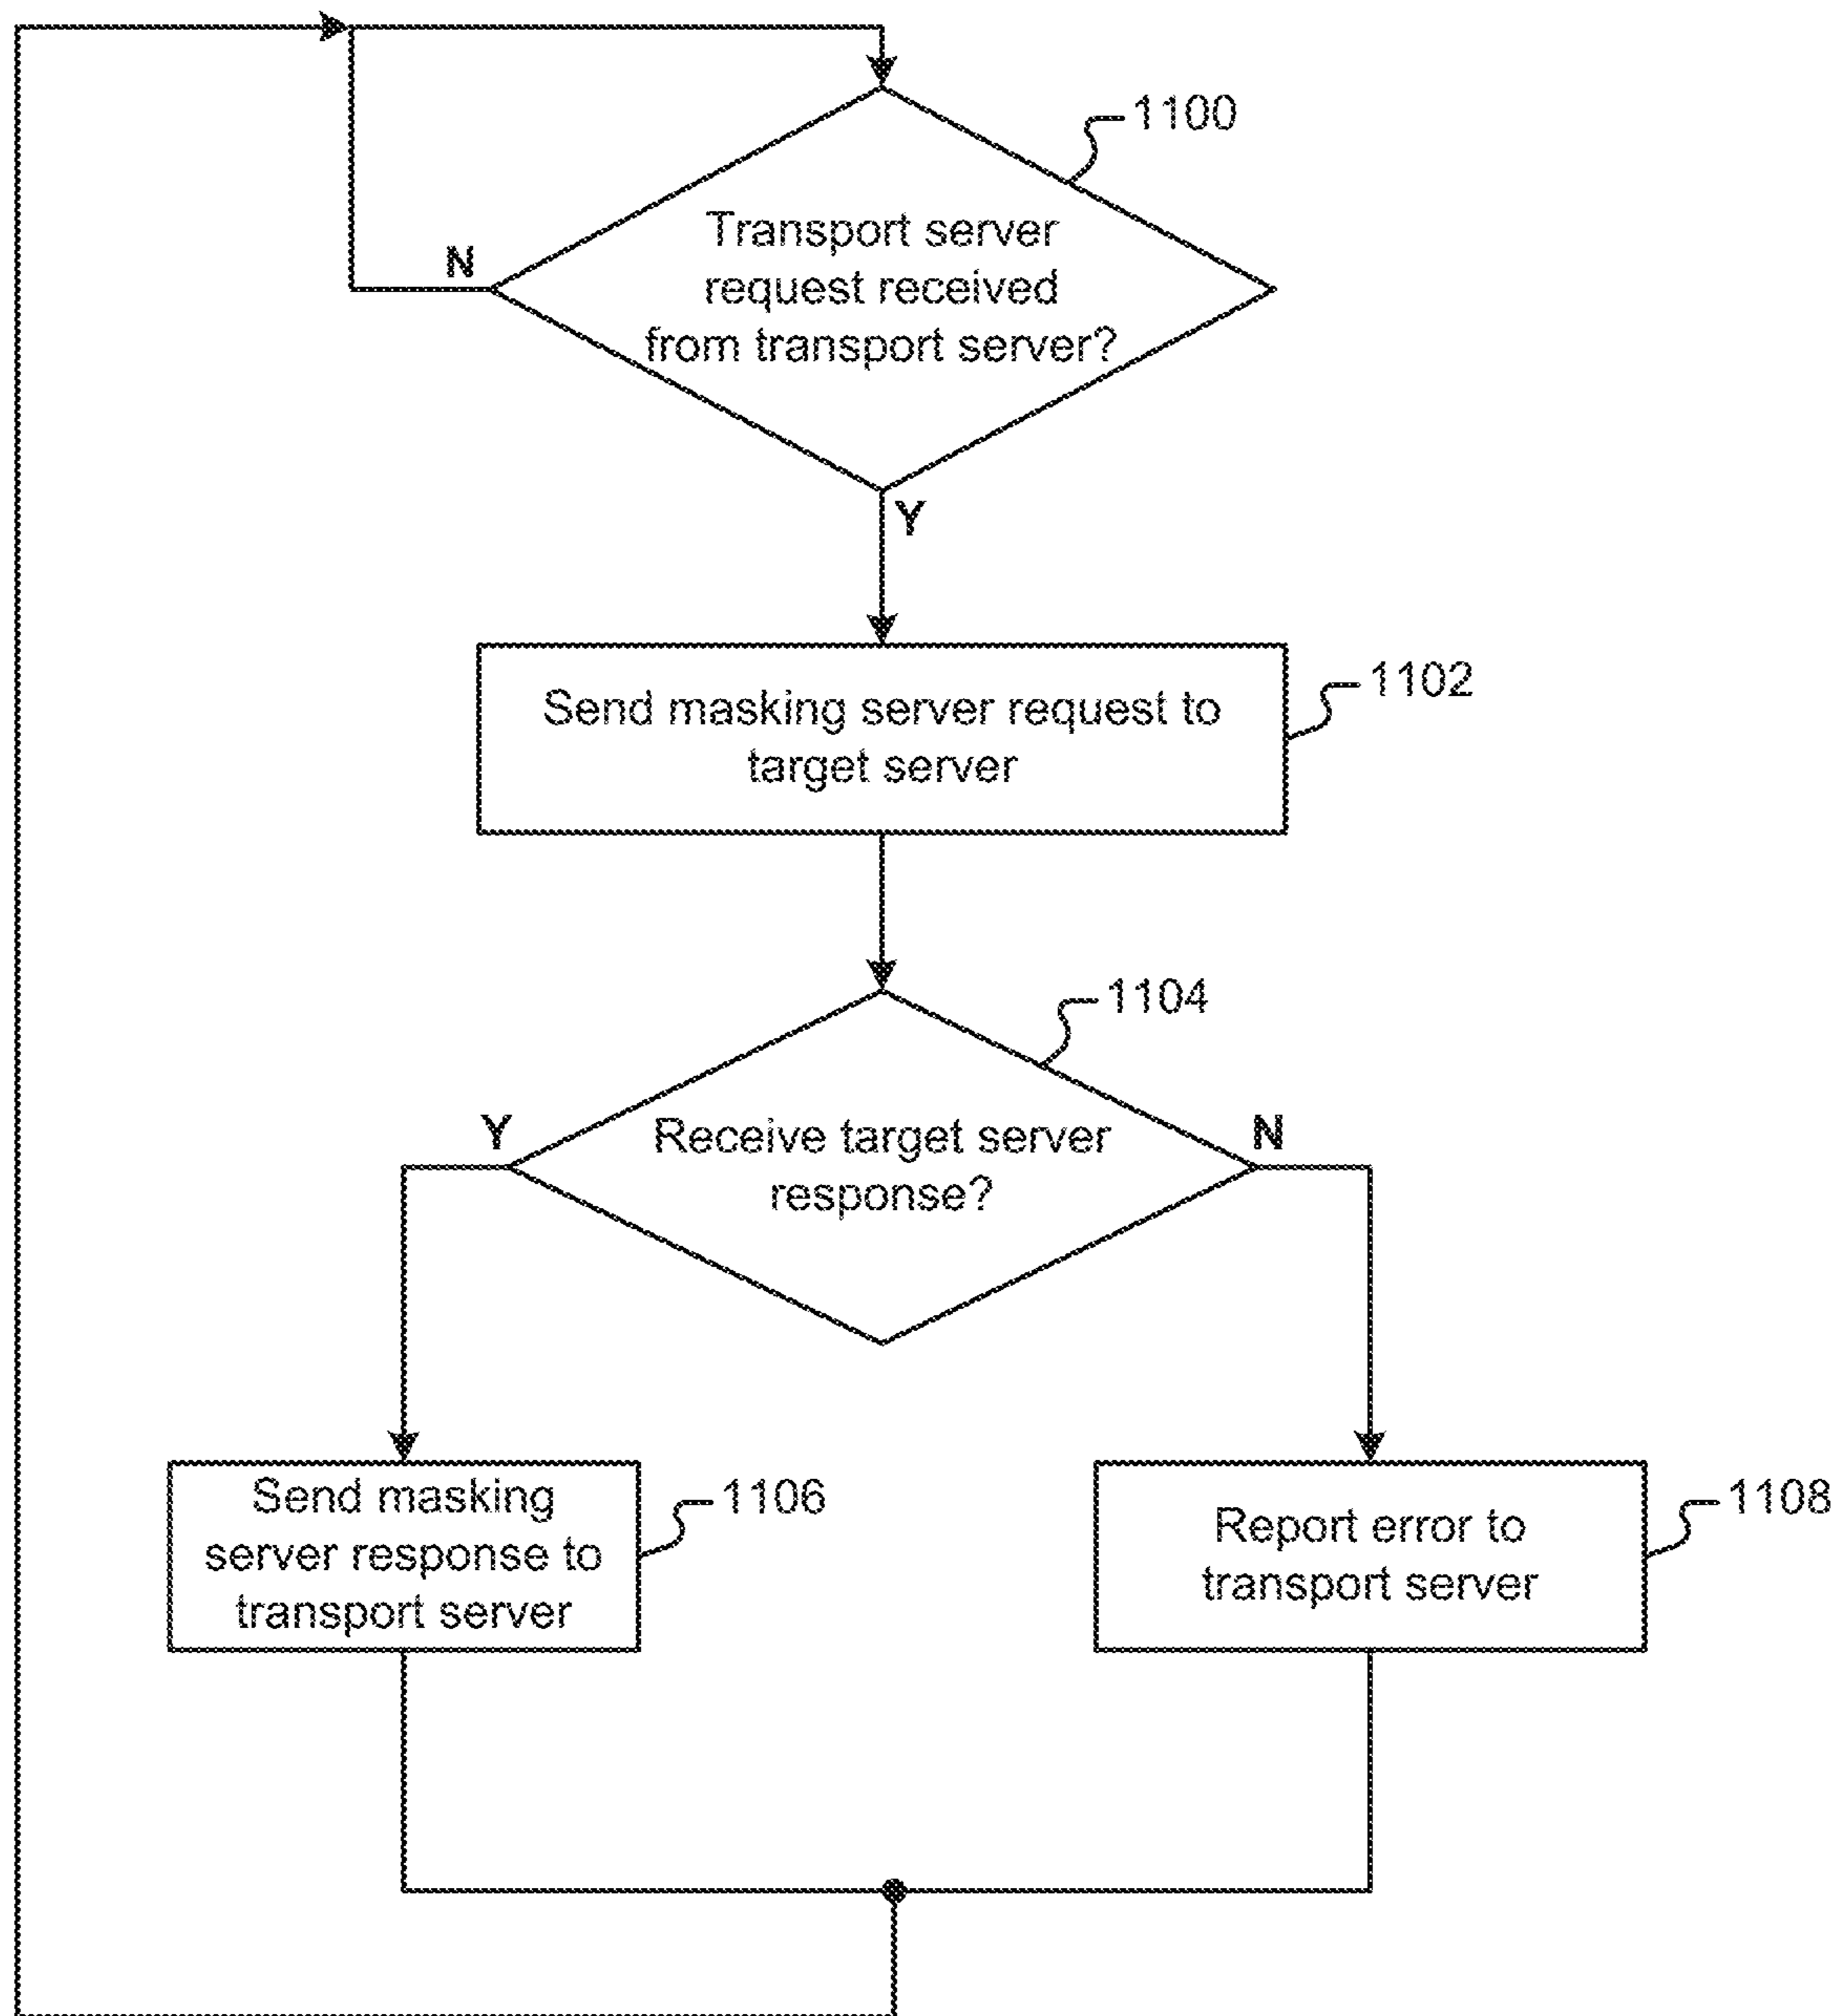 1100
Transport server
request received
from transport server?
N
Y
Send masking server request to
target server
1102
1104
Y
Receive target server
response?
N
Send masking
server response to
transport server
1106
Report error to
transport server
1108